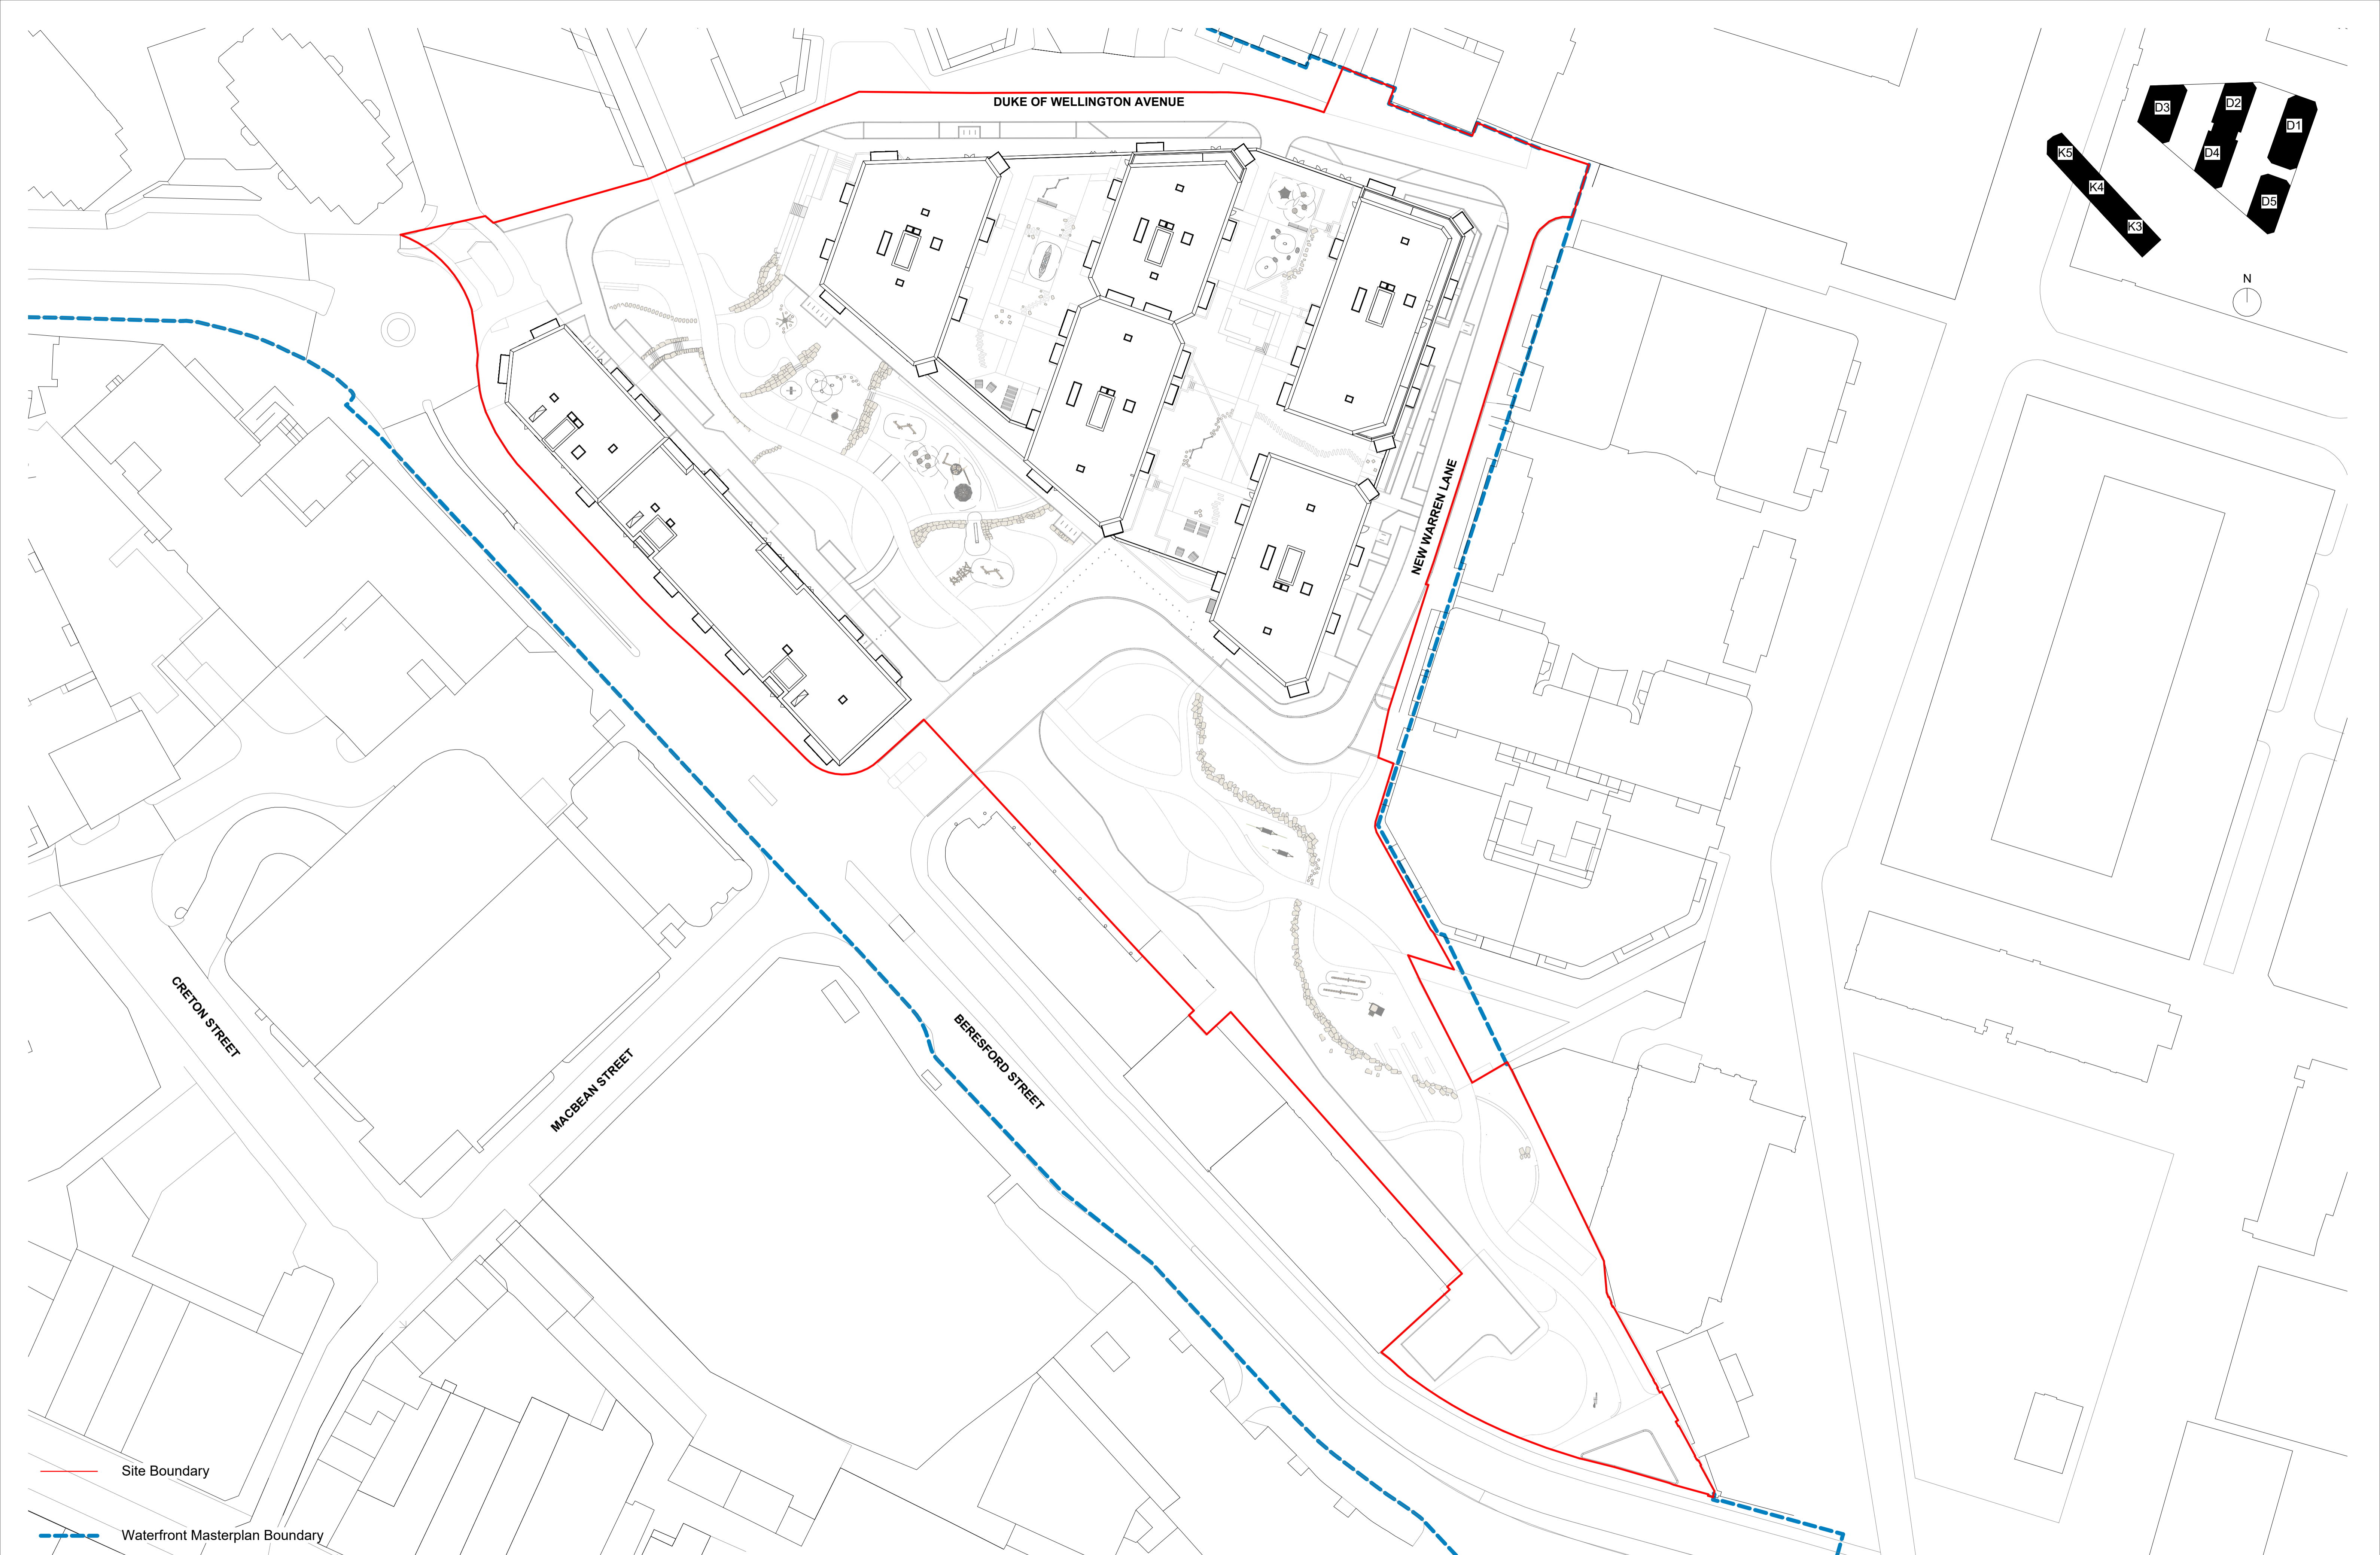 DUKE OF WELLINGTON AVENUE
D3
D2
D1
K5
D4
K4
D5
K3
N
NEW WARREN LANE
CRETON STREET
MACBEAN STREET
BERESFORD STREET
Site Boundary
Waterfront Masterplan Boundary